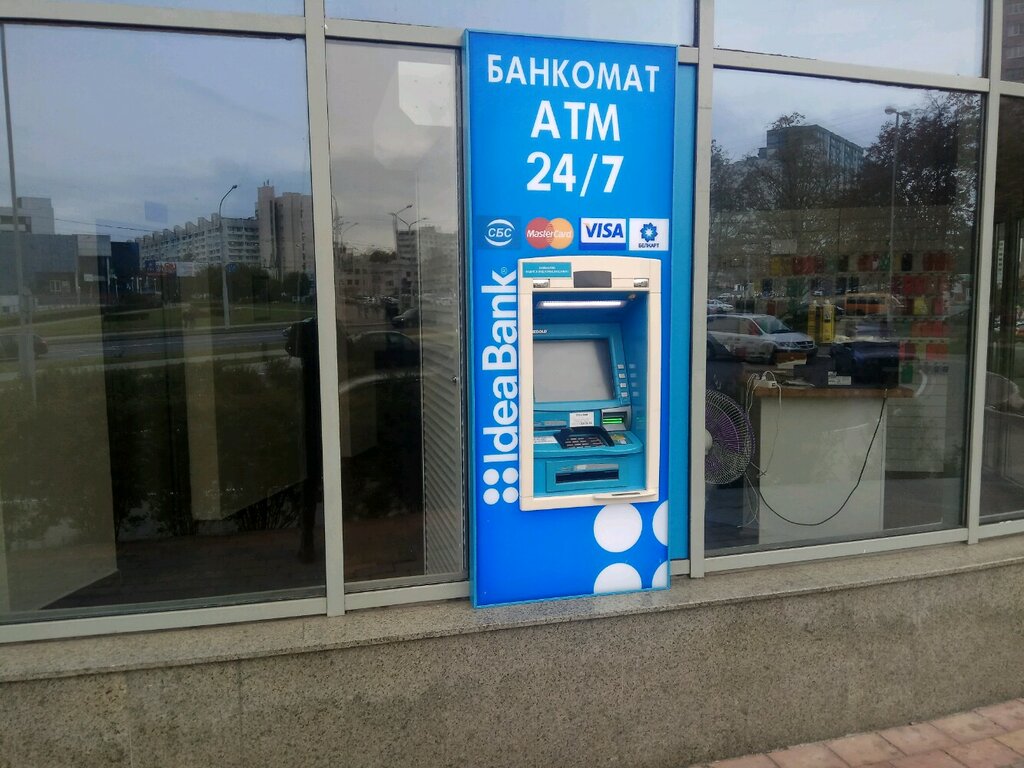 БАНКОМАТ
ATM
24/7
СБС
MasterCard
VISA
БЕЛКАРТ
IdeaBank